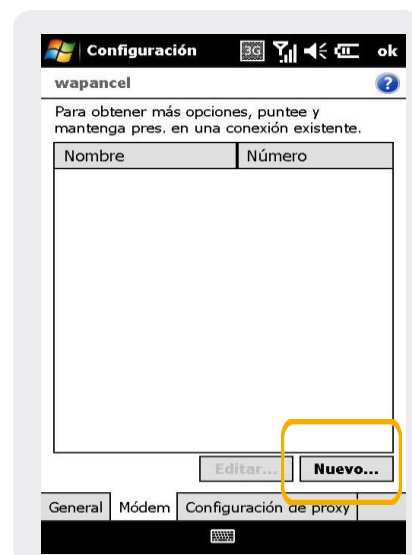 Configuración 3G ok
wapancel
Para obtener más opciones, puntee y
mantenga pres. en una conexión existente.
Nombre Número
Editar... Nuevo...
General Módem Configuración de proxy